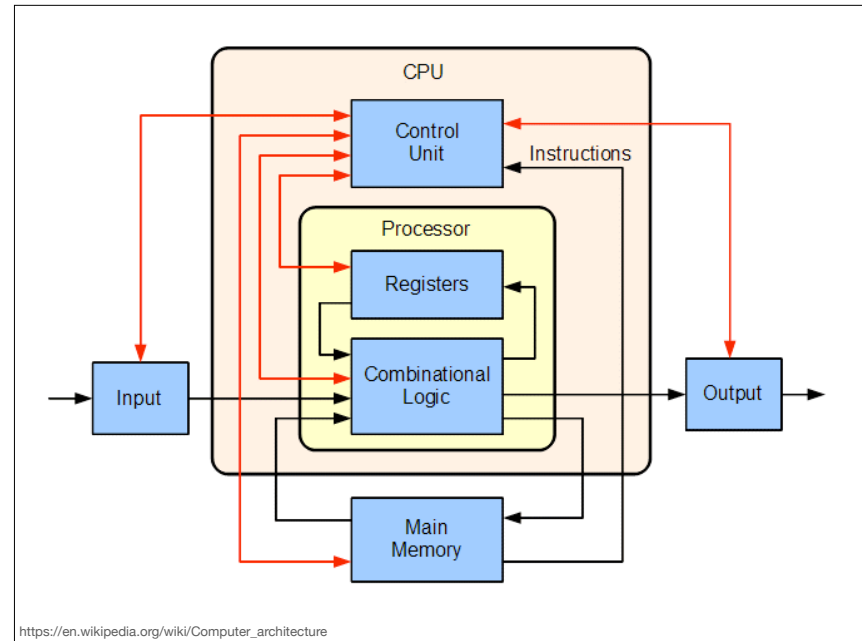 CPU
Control
Unit
Instructions
Processor
Registers
Combinational
Logic
Input
Output
Main
Memory
https://en.wikipedia.org/wiki/Computer_architecture